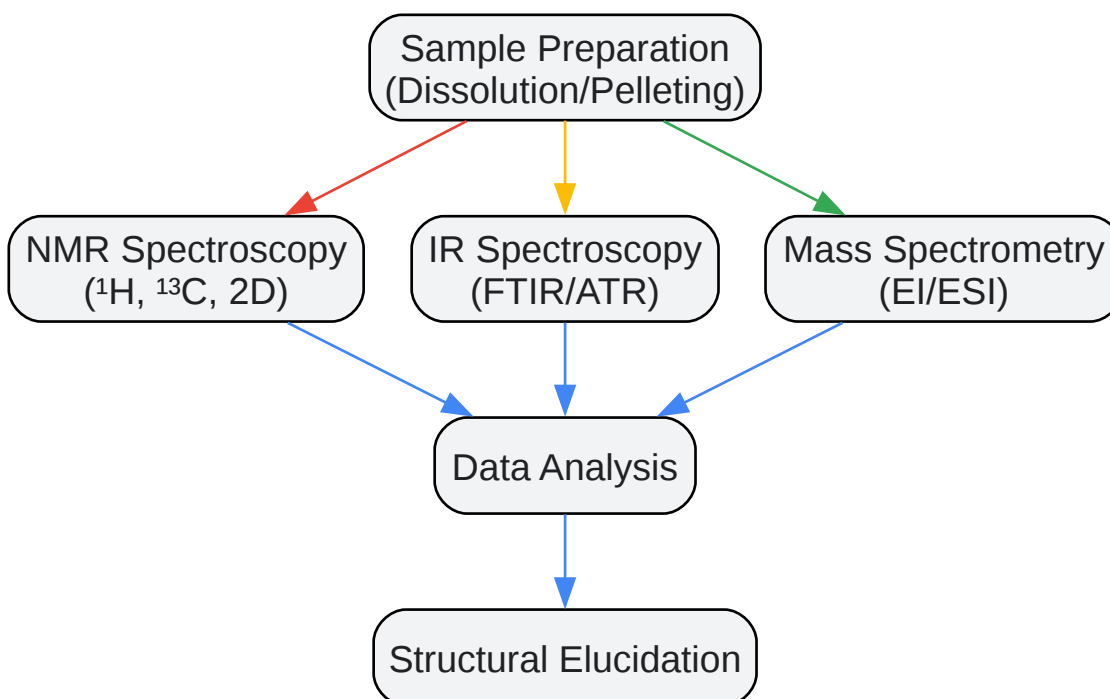 Sample Preparation
(Dissolution/Pelleting)
NMR Spectroscopy
(¹H, ¹³C, 2D)
IR Spectroscopy
(FTIR/ATR)
Mass Spectrometry
(EI/ESI)
Data Analysis
Structural Elucidation